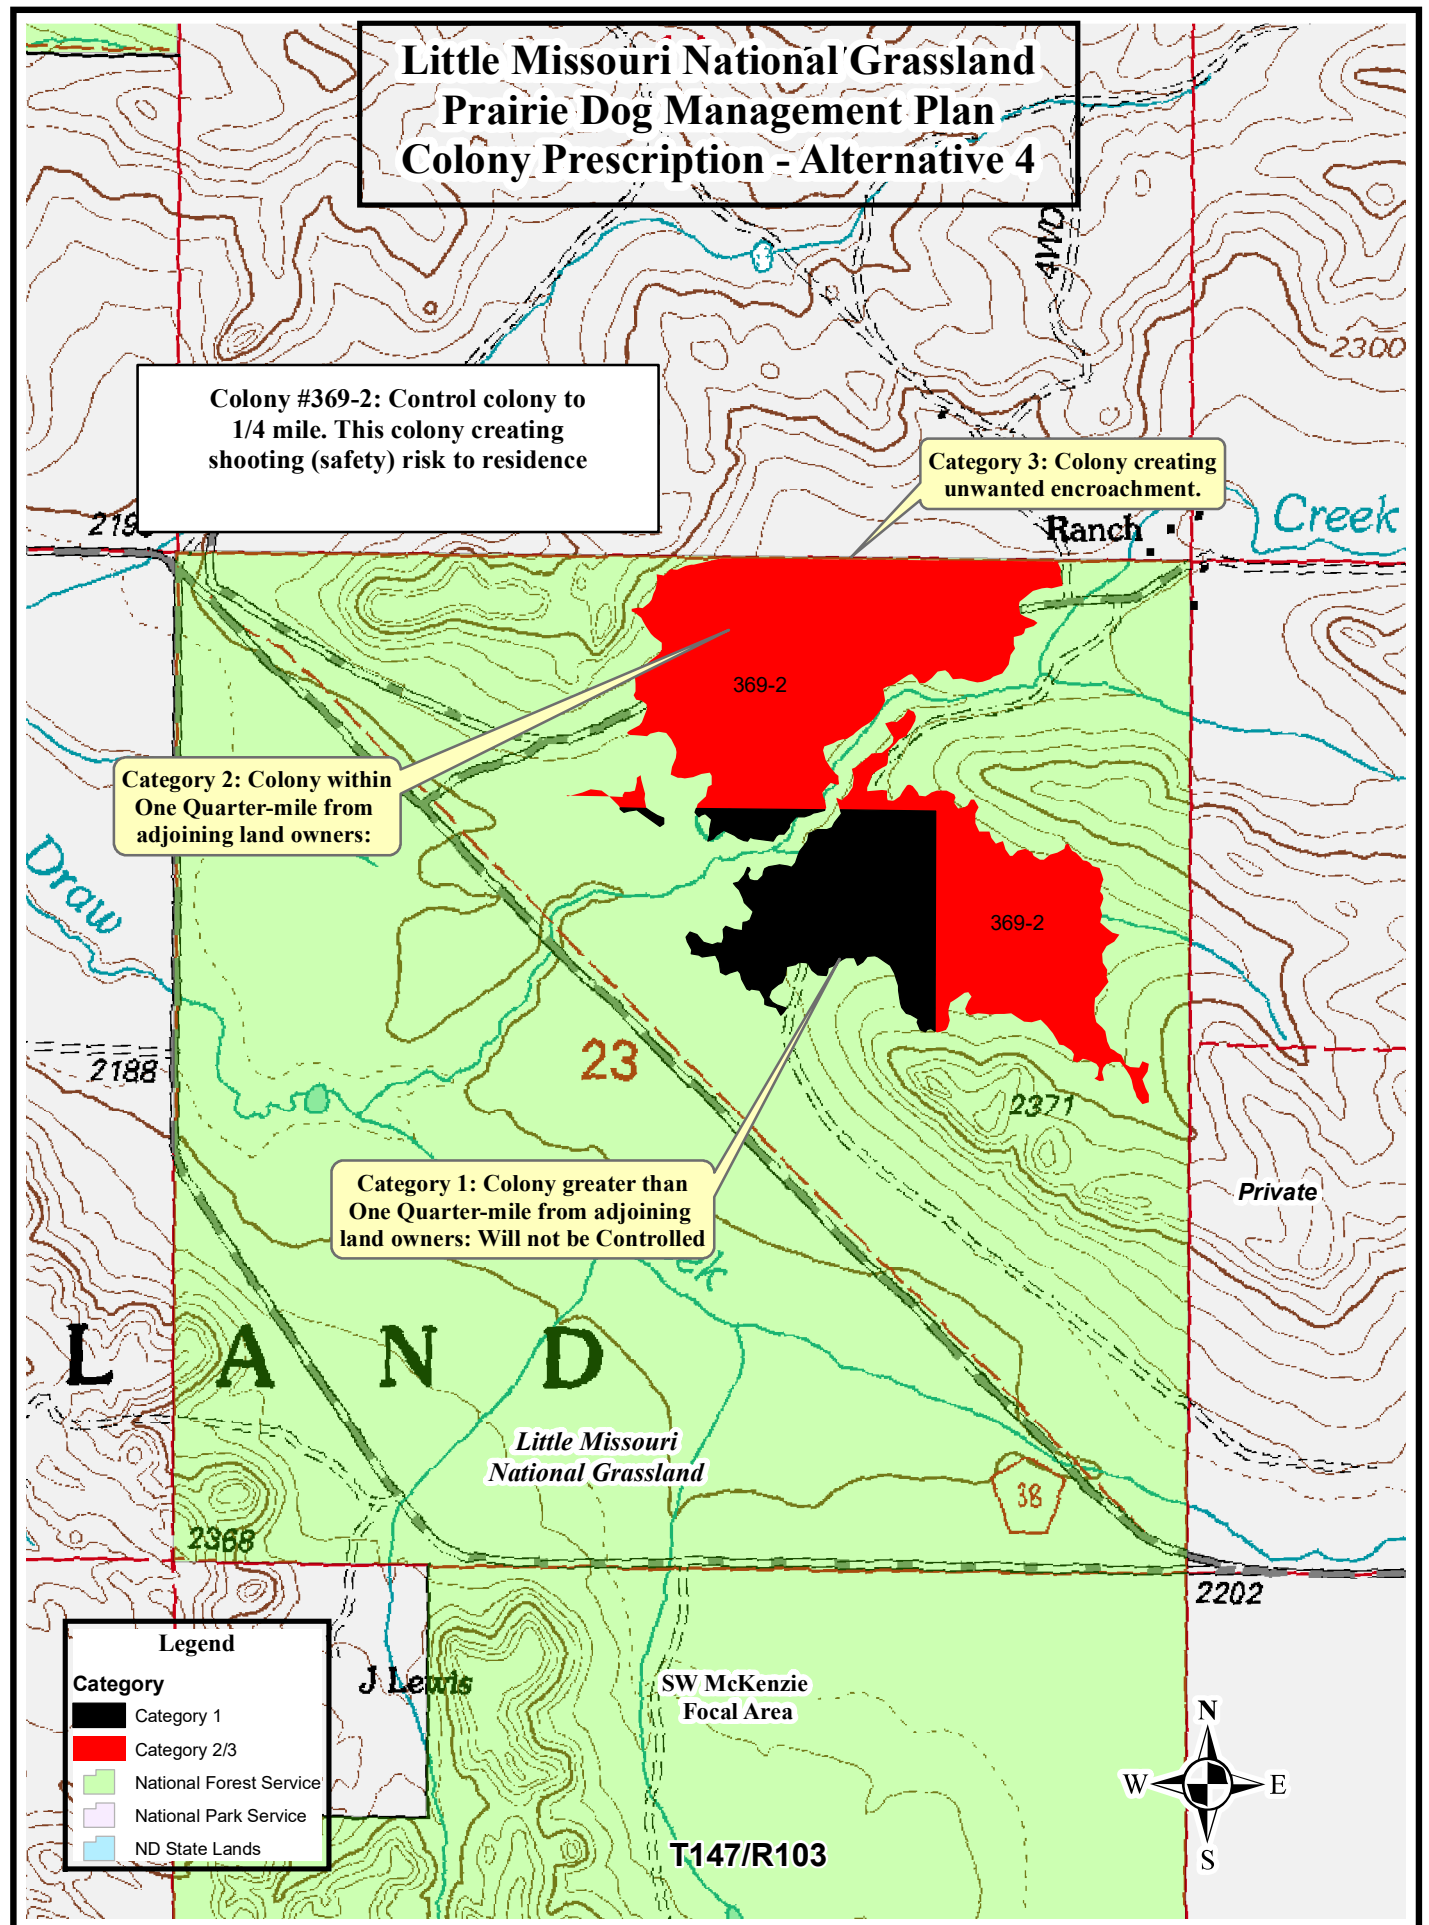 Little Missouri National Grassland
Prairie Dog Management Plan
Colony Prescription - Alternative 4
4WD
2300
Colony #369-2: Control colony to
1/4 mile. This colony creating
shooting (safety) risk to residence
Category 3: Colony creating
unwanted encroachment.
Ranch
Creek
369-2
Category 2: Colony within
One Quarter-mile from
adjoining land owners:
Draw
369-2
23
2188
2371
Category 1: Colony greater than
One Quarter-mile from adjoining
land owners: Will not be Controlled
Private
L A N D
Little Missouri
National Grassland
38
2368
2202
Legend
Category
Category 1
Category 2/3
National Forest Service
National Park Service
ND State Lands
J Lewis
SW McKenzie
Focal Area
T147/R103
N
W E
S